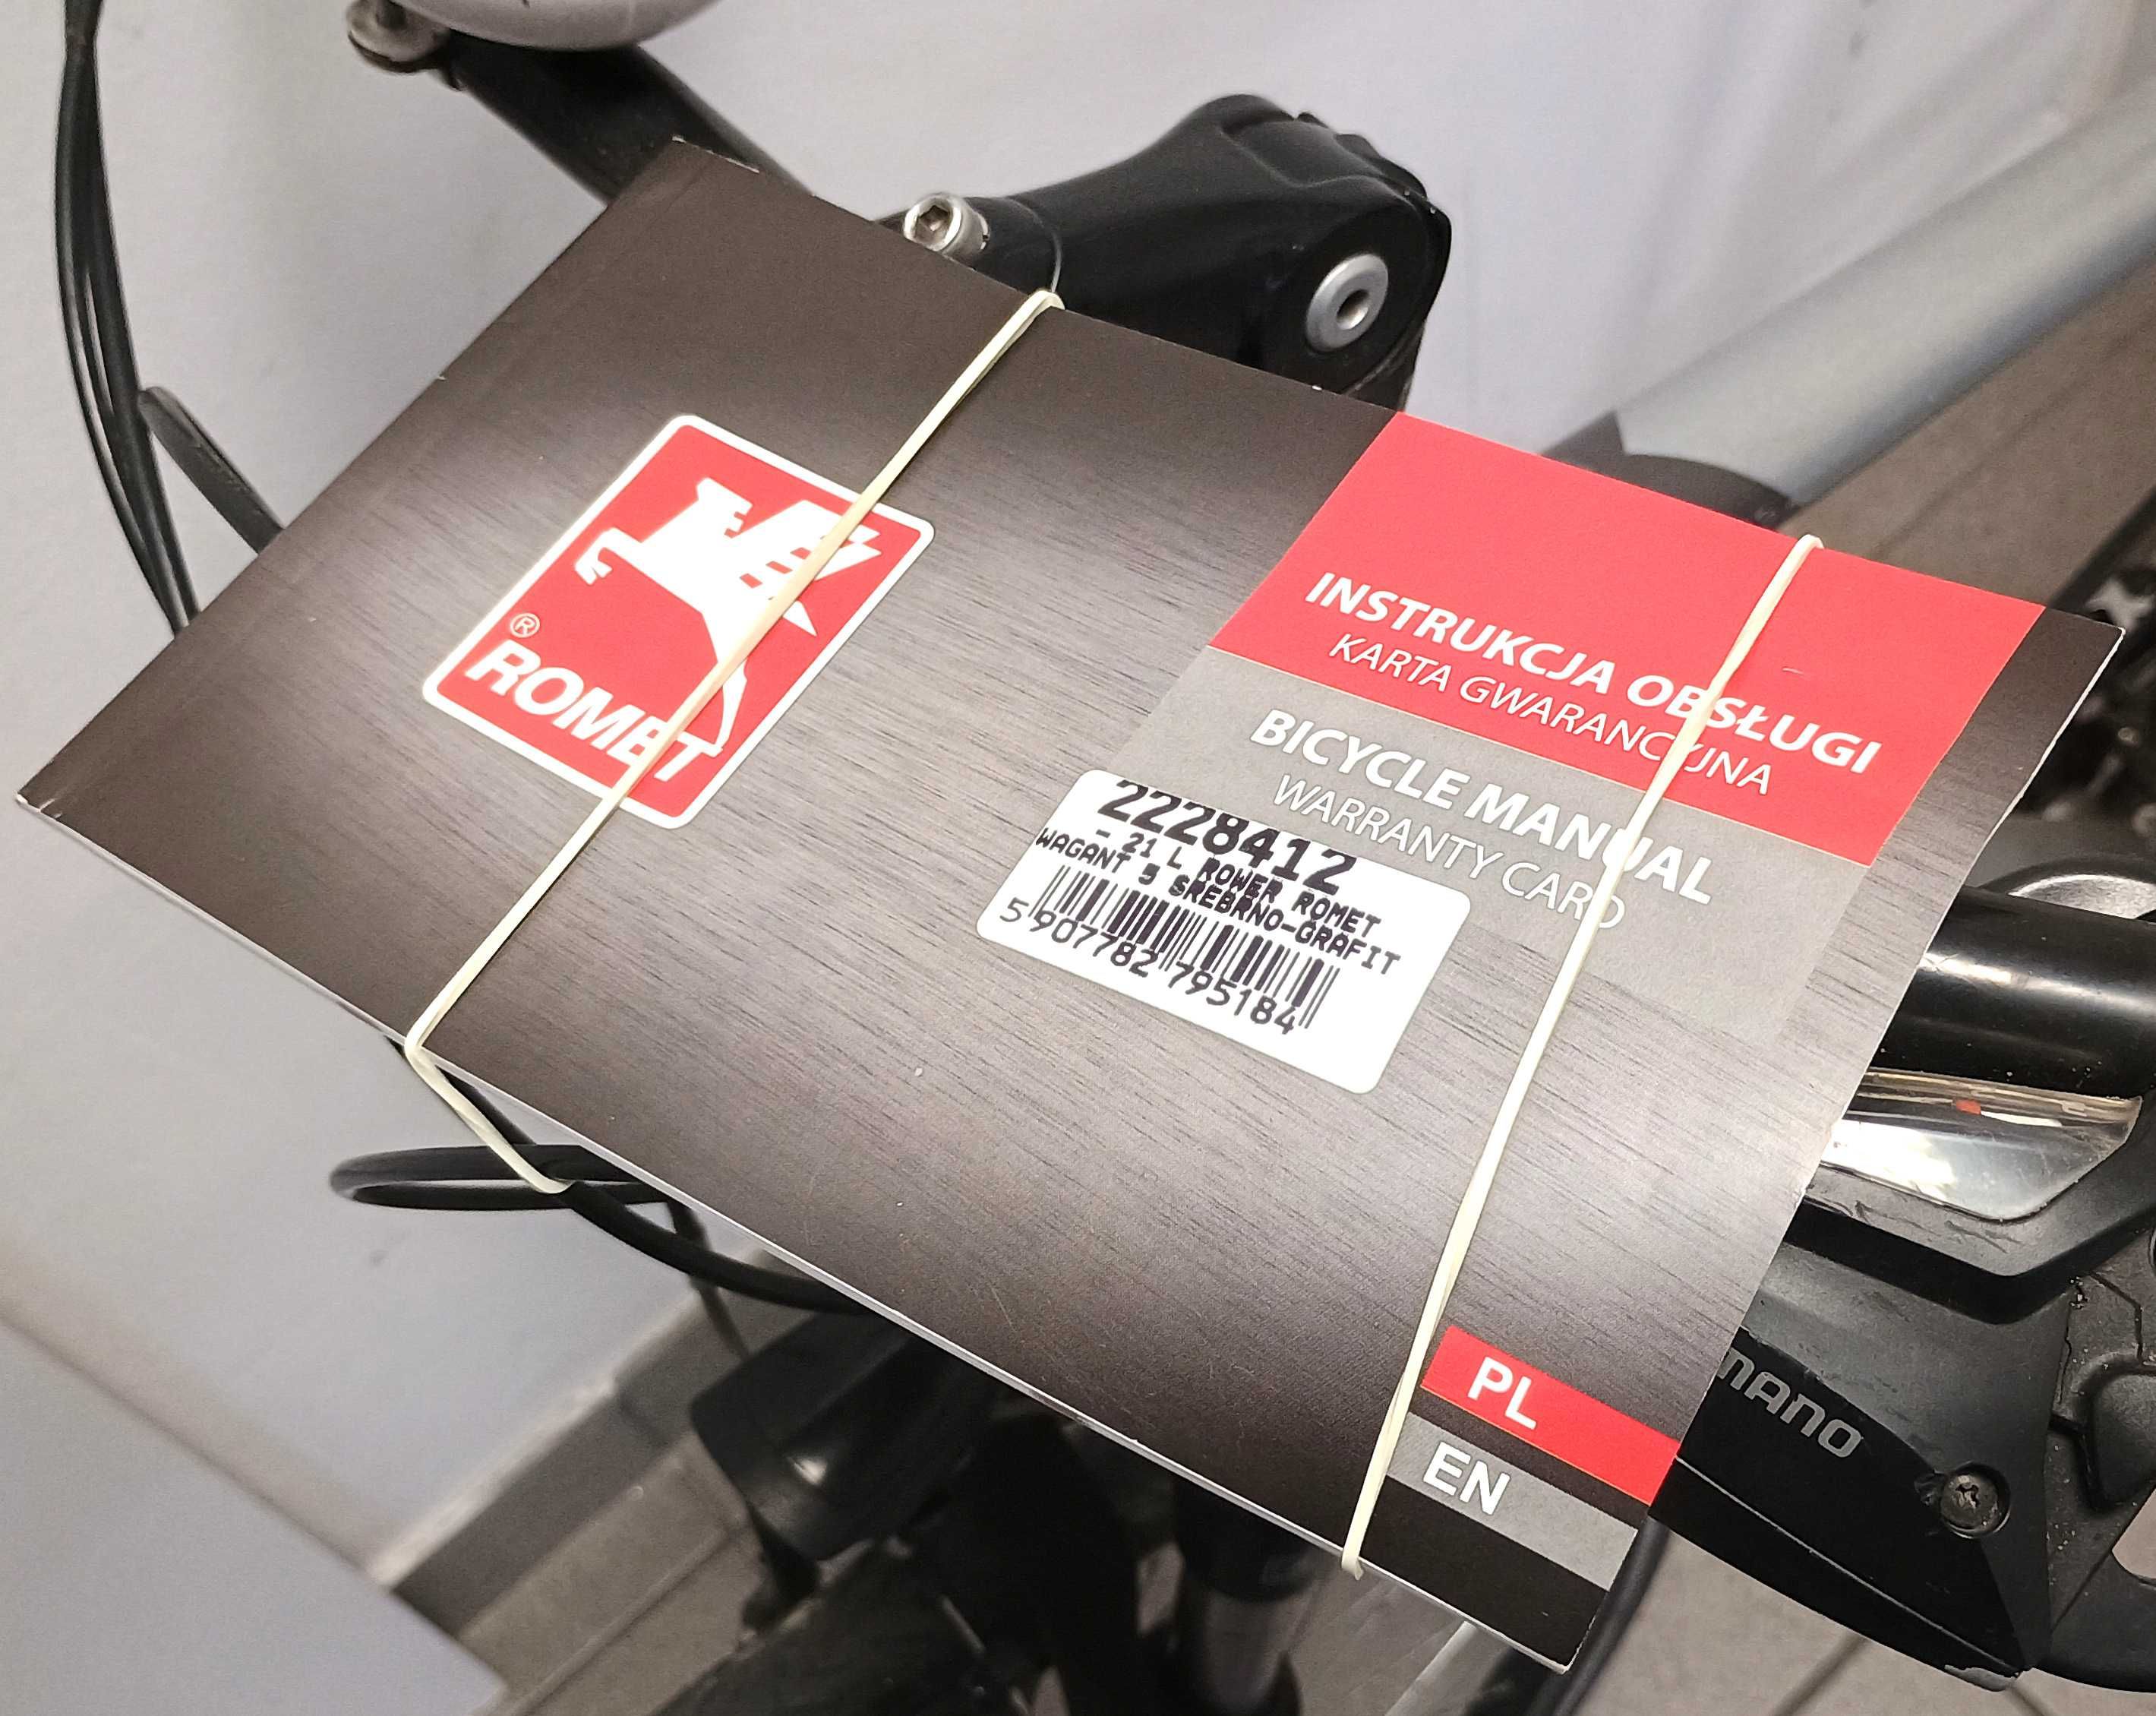 ®
ROMET
INSTRUKCJA OBSŁUGI
KARTA GWARANCYJNA
BICYCLE MANUAL
WARRANTY CARD
2228412
- 21 L ROWER ROMET
WAGANT 5 SREBRNO-GRAFIT
5 907782 795184
PL
EN
MANO